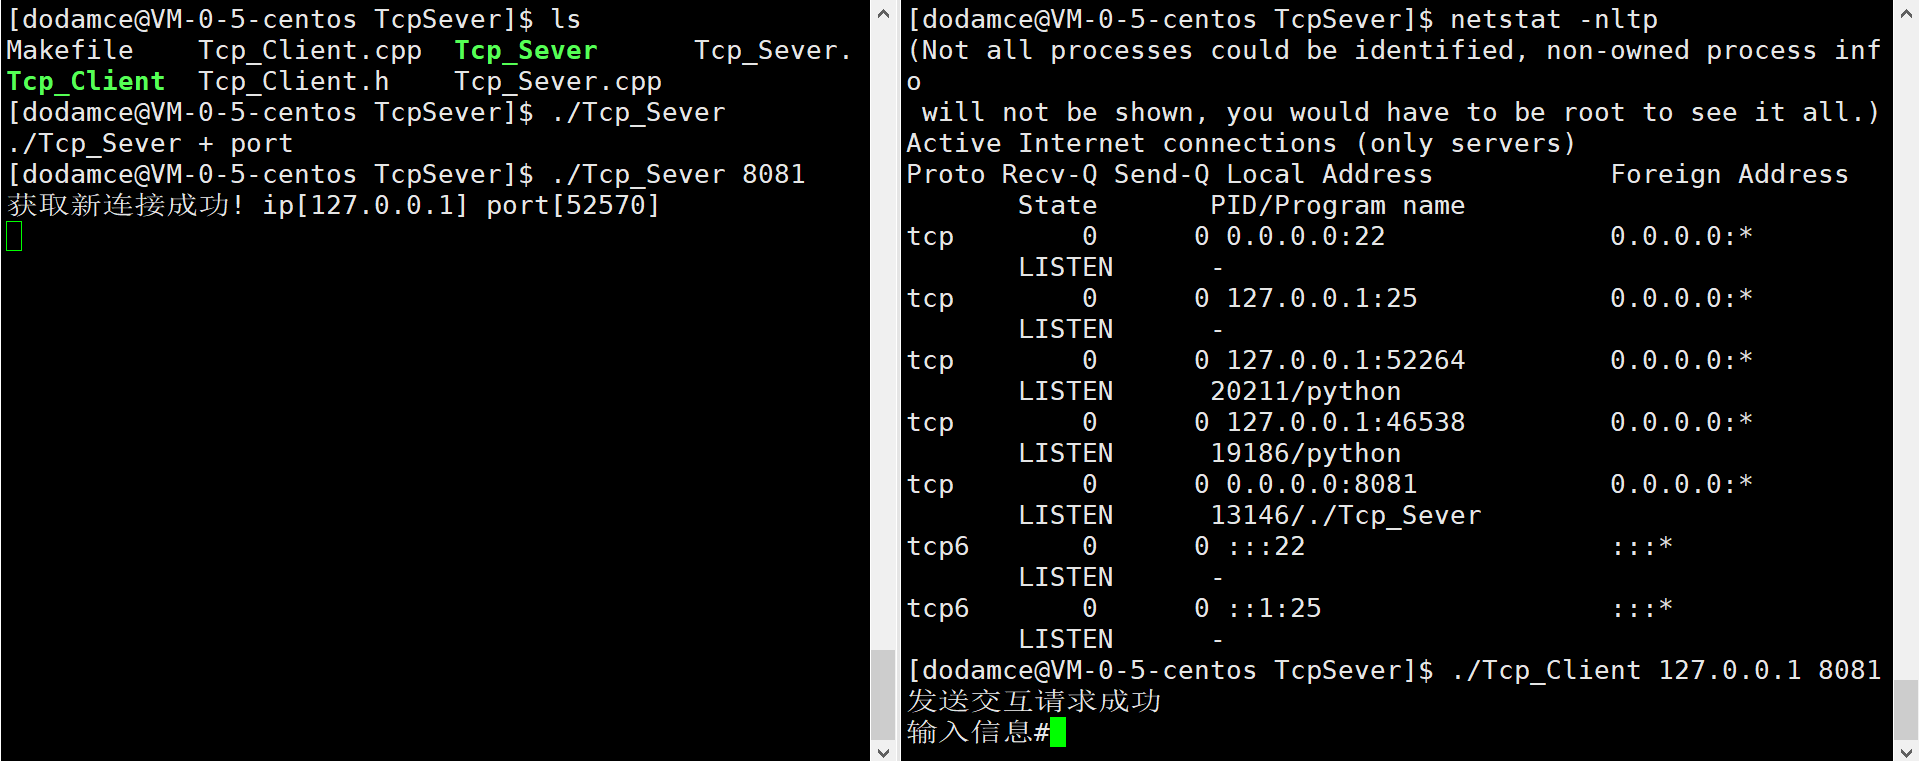 [dodamce@VM-0-5-centos TcpSever]$ ls
Makefile    Tcp_Client.cpp  Tcp_Sever      Tcp_Sever.
Tcp_Client  Tcp_Client.h    Tcp_Sever.cpp
[dodamce@VM-0-5-centos TcpSever]$ ./Tcp_Sever
./Tcp_Sever + port
[dodamce@VM-0-5-centos TcpSever]$ ./Tcp_Sever 8081
获取新连接成功! ip[127.0.0.1] port[52570]
[dodamce@VM-0-5-centos TcpSever]$ netstat -nltp
(Not all processes could be identified, non-owned process inf
o
 will not be shown, you would have to be root to see it all.)
Active Internet connections (only servers)
Proto Recv-Q Send-Q Local Address           Foreign Address
       State       PID/Program name
tcp        0      0 0.0.0.0:22              0.0.0.0:*
       LISTEN      -
tcp        0      0 127.0.0.1:25            0.0.0.0:*
       LISTEN      -
tcp        0      0 127.0.0.1:52264         0.0.0.0:*
       LISTEN      20211/python
tcp        0      0 127.0.0.1:46538         0.0.0.0:*
       LISTEN      19186/python
tcp        0      0 0.0.0.0:8081            0.0.0.0:*
       LISTEN      13146/./Tcp_Sever
tcp6       0      0 :::22                   :::*
       LISTEN      -
tcp6       0      0 ::1:25                  :::*
       LISTEN      -
[dodamce@VM-0-5-centos TcpSever]$ ./Tcp_Client 127.0.0.1 8081
发送交互请求成功
输入信息#